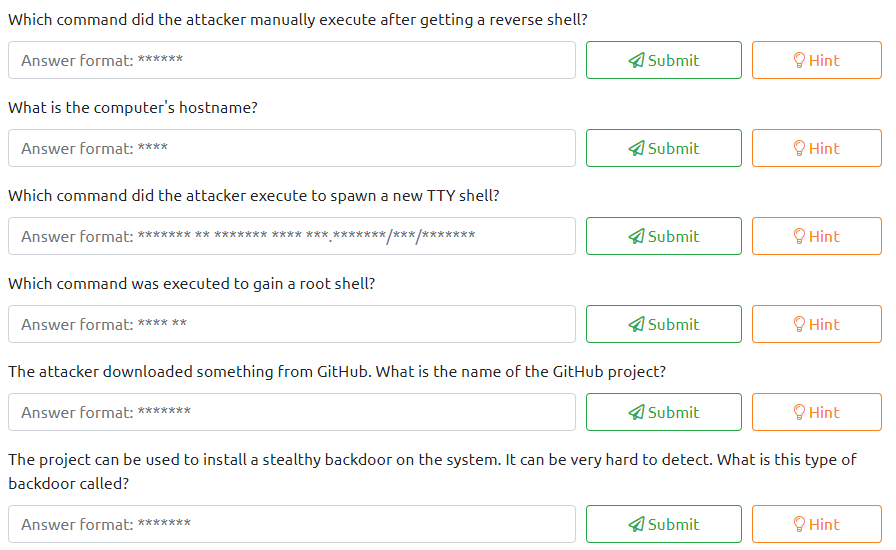 Which command did the attacker manually execute after getting a reverse shell?
Answer format: ****** Submit Hint
What is the computer's hostname?
Answer format: **** Submit Hint
Which command did the attacker execute to spawn a new TTY shell?
Answer format: ******* ** ******* **** ***.*******/***/******* Submit Hint
Which command was executed to gain a root shell?
Answer format: **** ** Submit Hint
The attacker downloaded something from GitHub. What is the name of the GitHub project?
Answer format: ******* Submit Hint
The project can be used to install a stealthy backdoor on the system. It can be very hard to detect. What is this type of
backdoor called?
Answer format: ******* Submit Hint